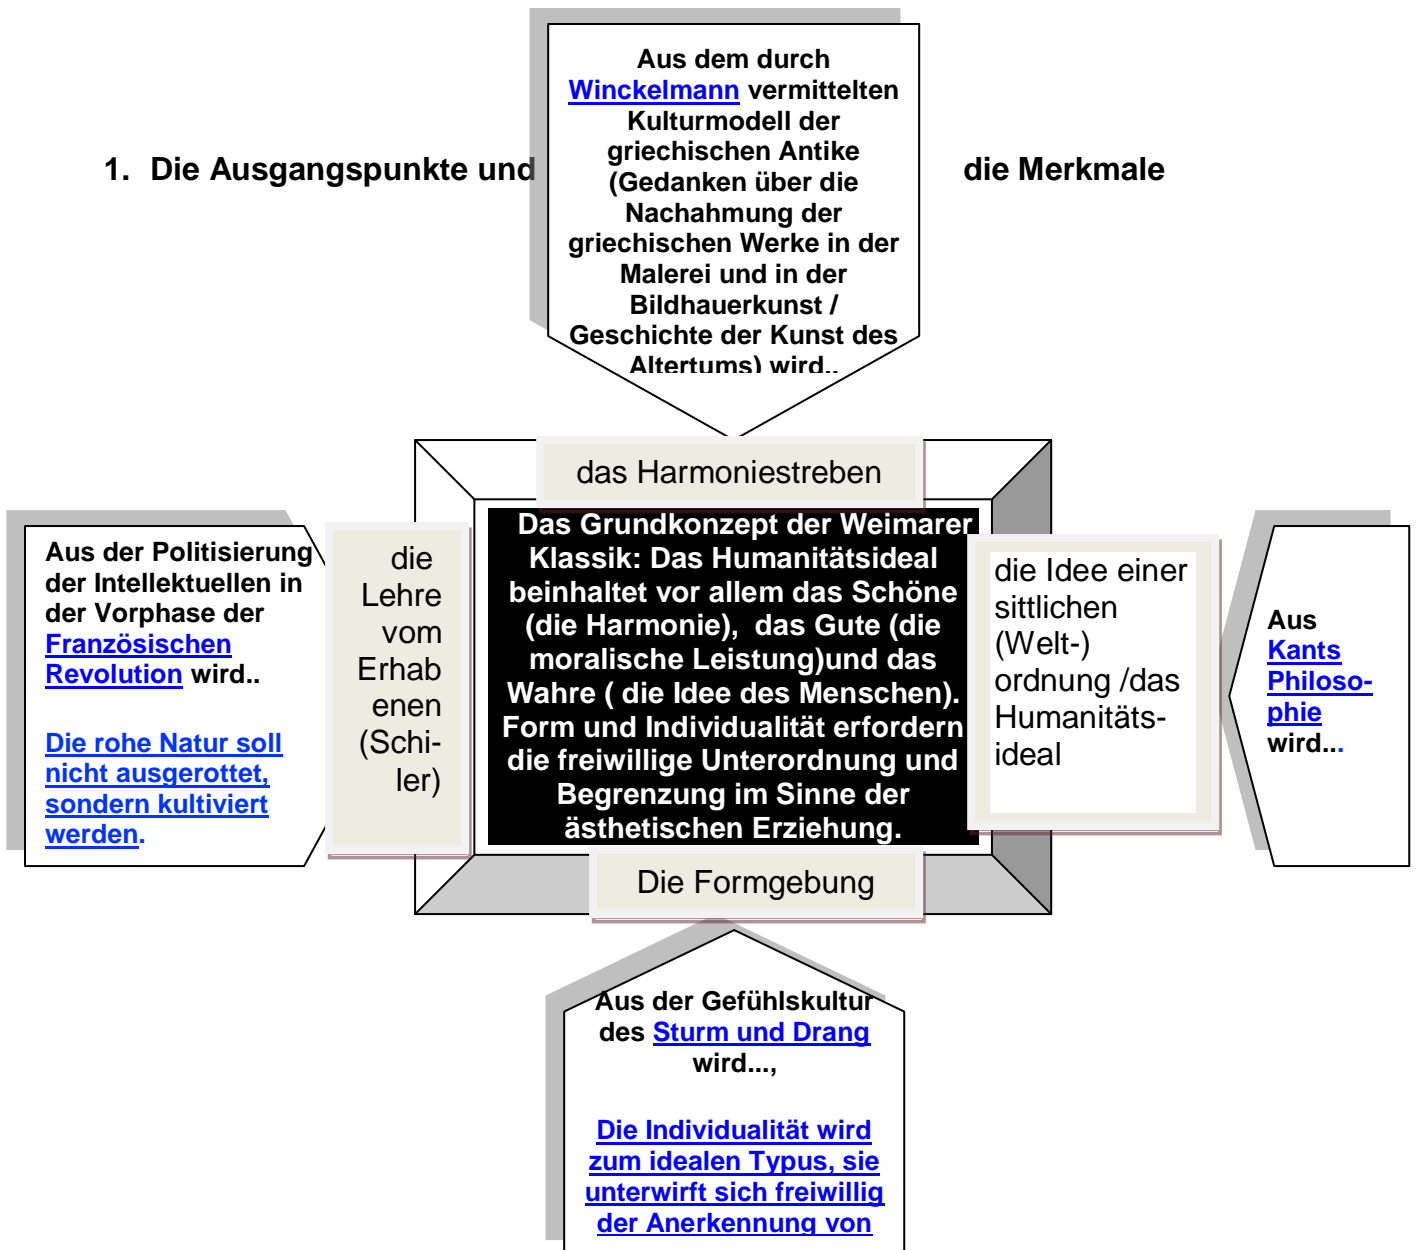 Aus dem durch
Winckelmann vermittelten
Kulturmodell der
griechischen Antike
(Gedanken über die
Nachahmung der
griechischen Werke in der
Malerei und in der
Bildhauerkunst /
Geschichte der Kunst des
Altertums) wird..
1. Die Ausgangspunkte und die Merkmale
das Harmoniestreben
Aus der Politisierung
der Intellektuellen in
der Vorphase der
Französischen
Revolution wird..
Die rohe Natur soll
nicht ausgerottet,
sondern kultiviert
werden.
die
Lehre
vom
Erhab
enen
(Schi-
ler)
Das Grundkonzept der Weimarer
Klassik: Das Humanitätsideal
beinhaltet vor allem das Schöne
(die Harmonie), das Gute (die
moralische Leistung)und das
Wahre ( die Idee des Menschen).
Form und Individualität erfordern
die freiwillige Unterordnung und
Begrenzung im Sinne der
ästhetischen Erziehung.
die Idee einer
sittlichen
(Welt-)
ordnung /das
Humanitäts-
ideal
Aus
Kants
Philoso-
phie
wird...
Die Formgebung
Aus der Gefühlskultur
des Sturm und Drang
wird...,
Die Individualität wird
zum idealen Typus, sie
unterwirft sich freiwillig
der Anerkennung von